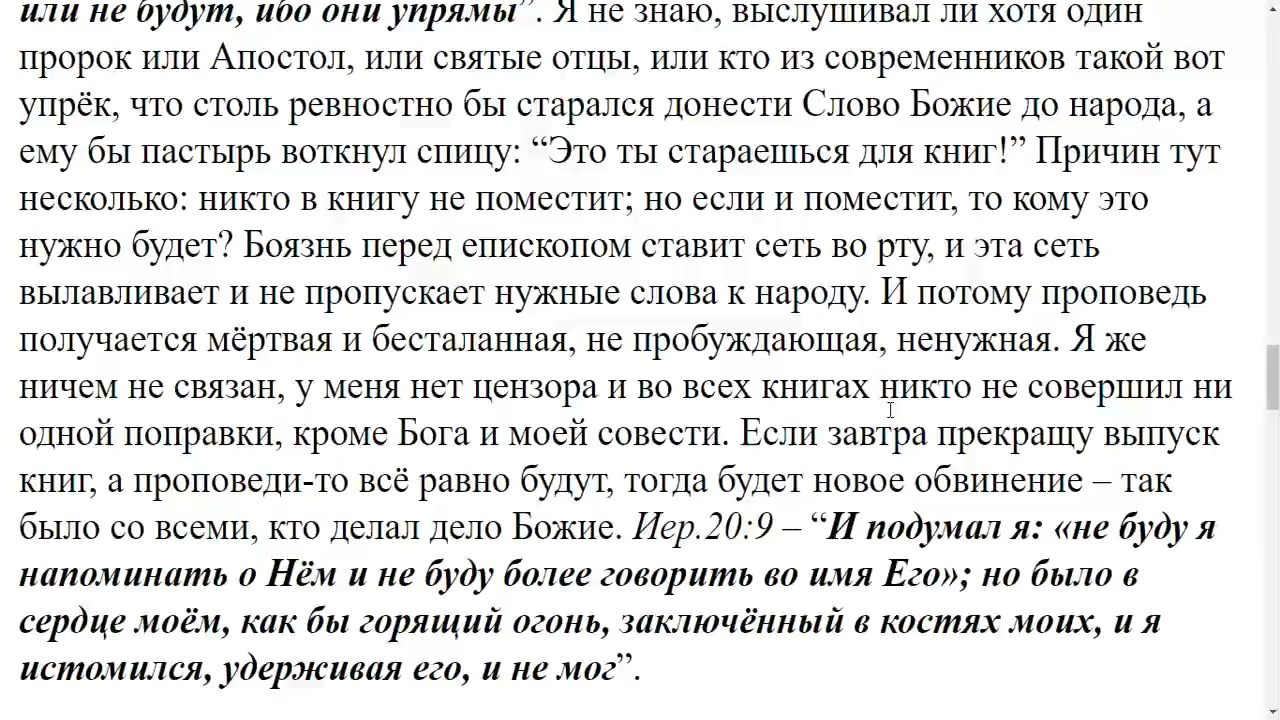 или не будут, ибо они упрямы”. Я не знаю, выслушивал ли хотя один
пророк или Апостол, или святые отцы, или кто из современников такой вот
упрёк, что столь ревностно бы старался донести Слово Божие до народа, а
ему бы пастырь воткнул спицу: “Это ты стараешься для книг!” Причин тут
несколько: никто в книгу не поместит; но если и поместит, то кому это
нужно будет? Боязнь перед епископом ставит сеть во рту, и эта сеть
вылавливает и не пропускает нужные слова к народу. И потому проповедь
получается мёртвая и бесталанная, не пробуждающая, ненужная. Я же
ничем не связан, у меня нет цензора и во всех книгах никто не совершил ни
одной поправки, кроме Бога и моей совести. Если завтра прекращу выпуск
книг, а проповеди-то всё равно будут, тогда будет новое обвинение – так
было со всеми, кто делал дело Божие. Иер.20:9 – “И подумал я: «не буду я
напоминать о Нём и не буду более говорить во имя Его»; но было в
сердце моём, как бы горящий огонь, заключённый в костях моих, и я
истомился, удерживая его, и не мог”.